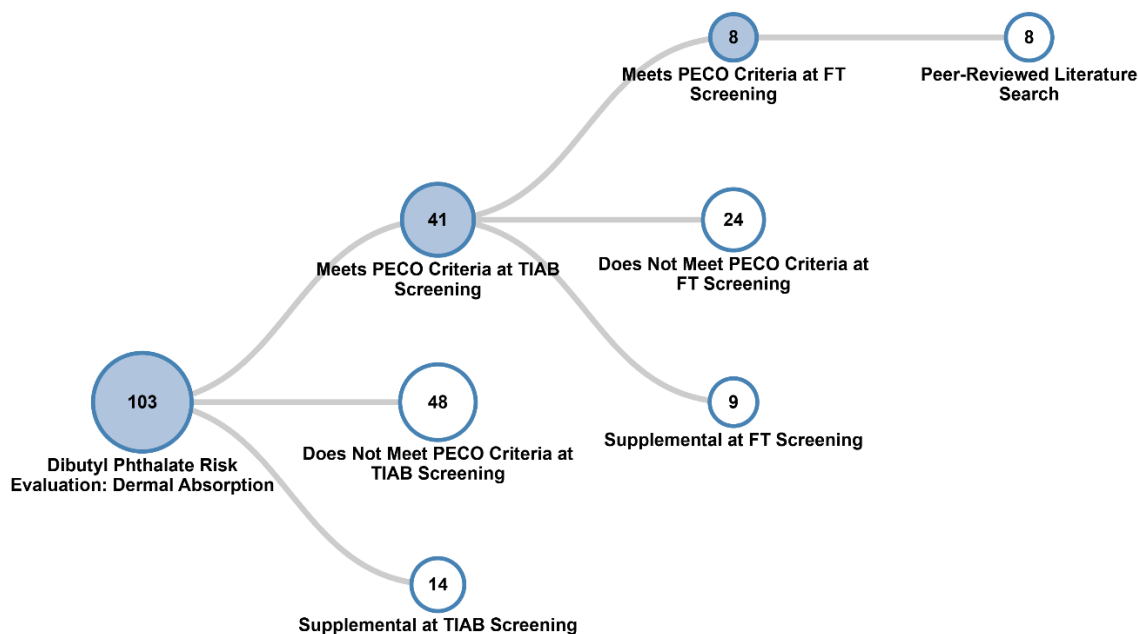 8
Meets PECO Criteria at FT
Screening
8
Peer-Reviewed Literature
Search
41
Meets PECO Criteria at TIAB
Screening
24
Does Not Meet PECO Criteria at
FT Screening
103
Dibutyl Phthalate Risk
Evaluation: Dermal Absorption
48
Does Not Meet PECO Criteria at
TIAB Screening
9
Supplemental at FT Screening
14
Supplemental at TIAB Screening